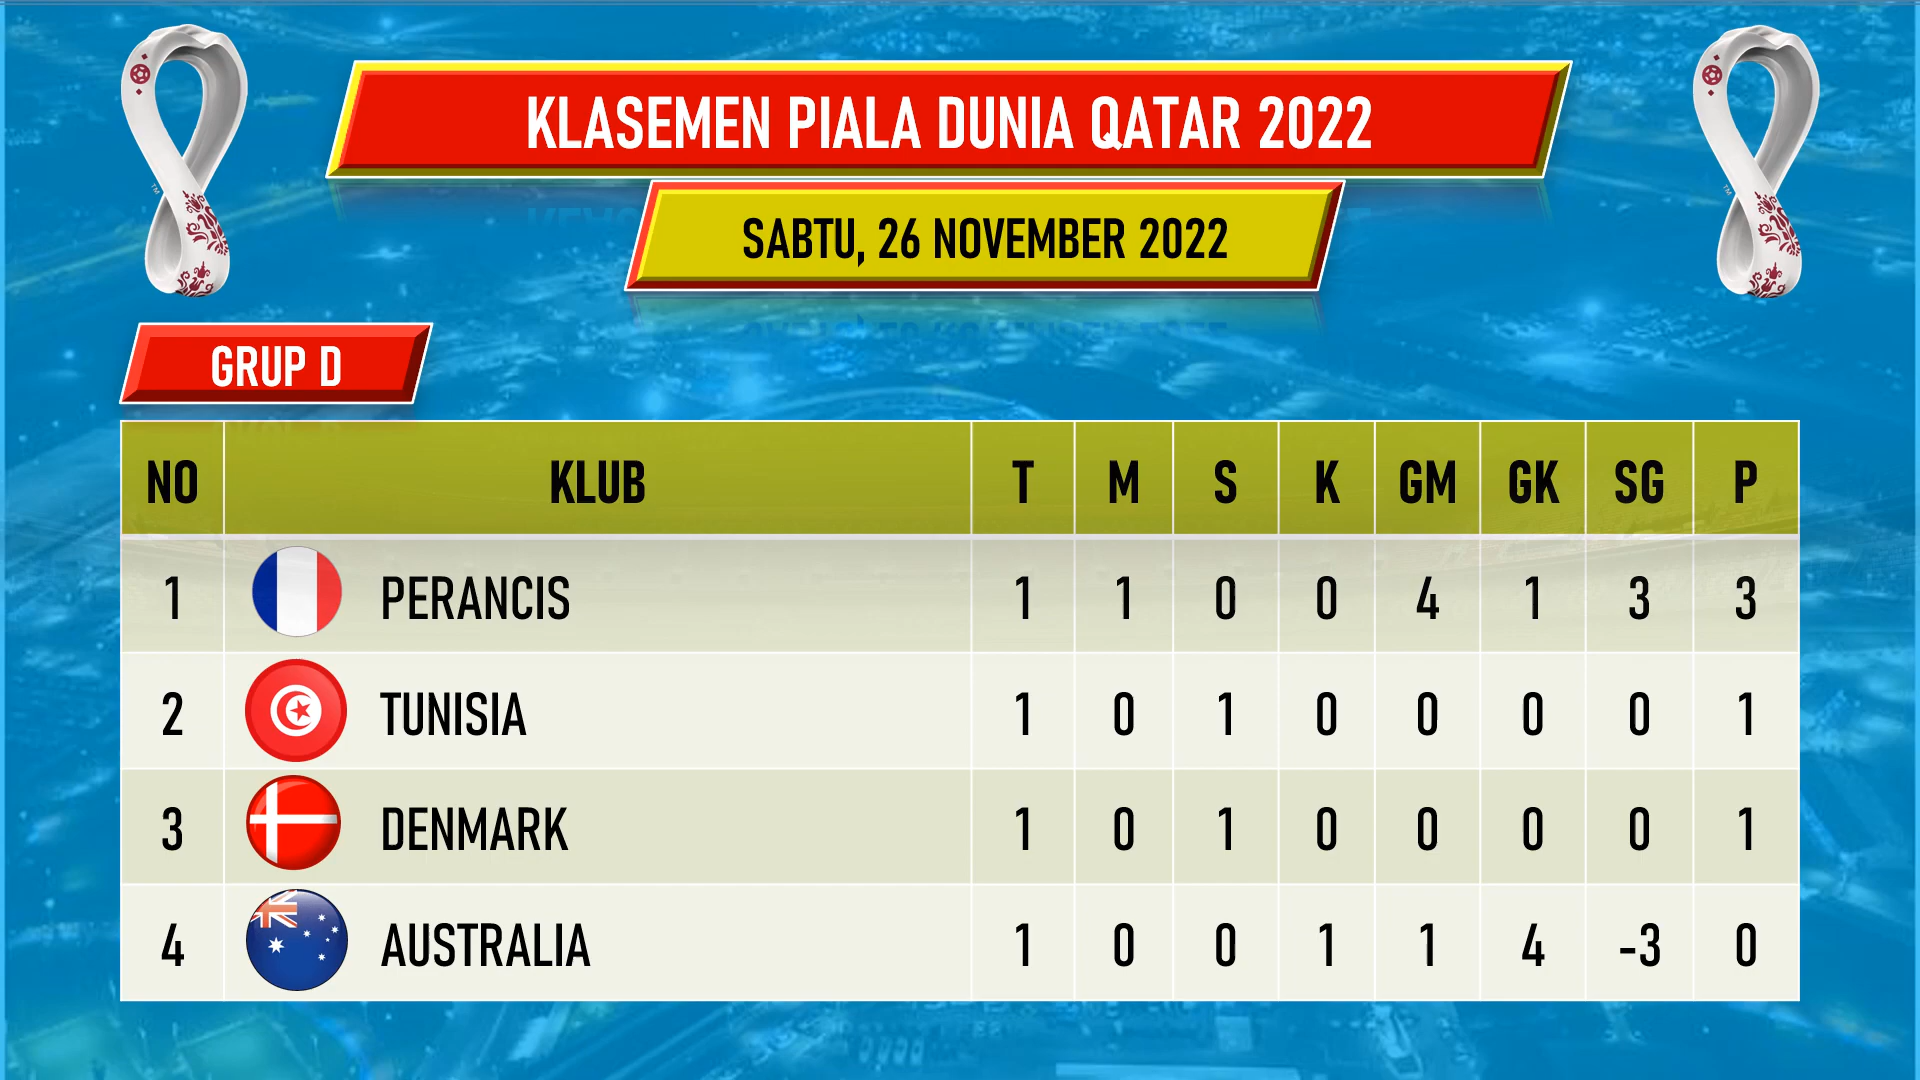 KLASEMEN PIALA DUNIA QATAR 2022
SABTU, 26 NOVEMBER 2022
GRUP D
NO KLUB T M S K GM GK SG P
1 PERANCIS 1 1 0 0 4 1 3 3
2 TUNISIA 1 0 1 0 0 0 0 1
3 DENMARK 1 0 1 0 0 0 0 1
4 AUSTRALIA 1 0 0 1 1 4 -3 0